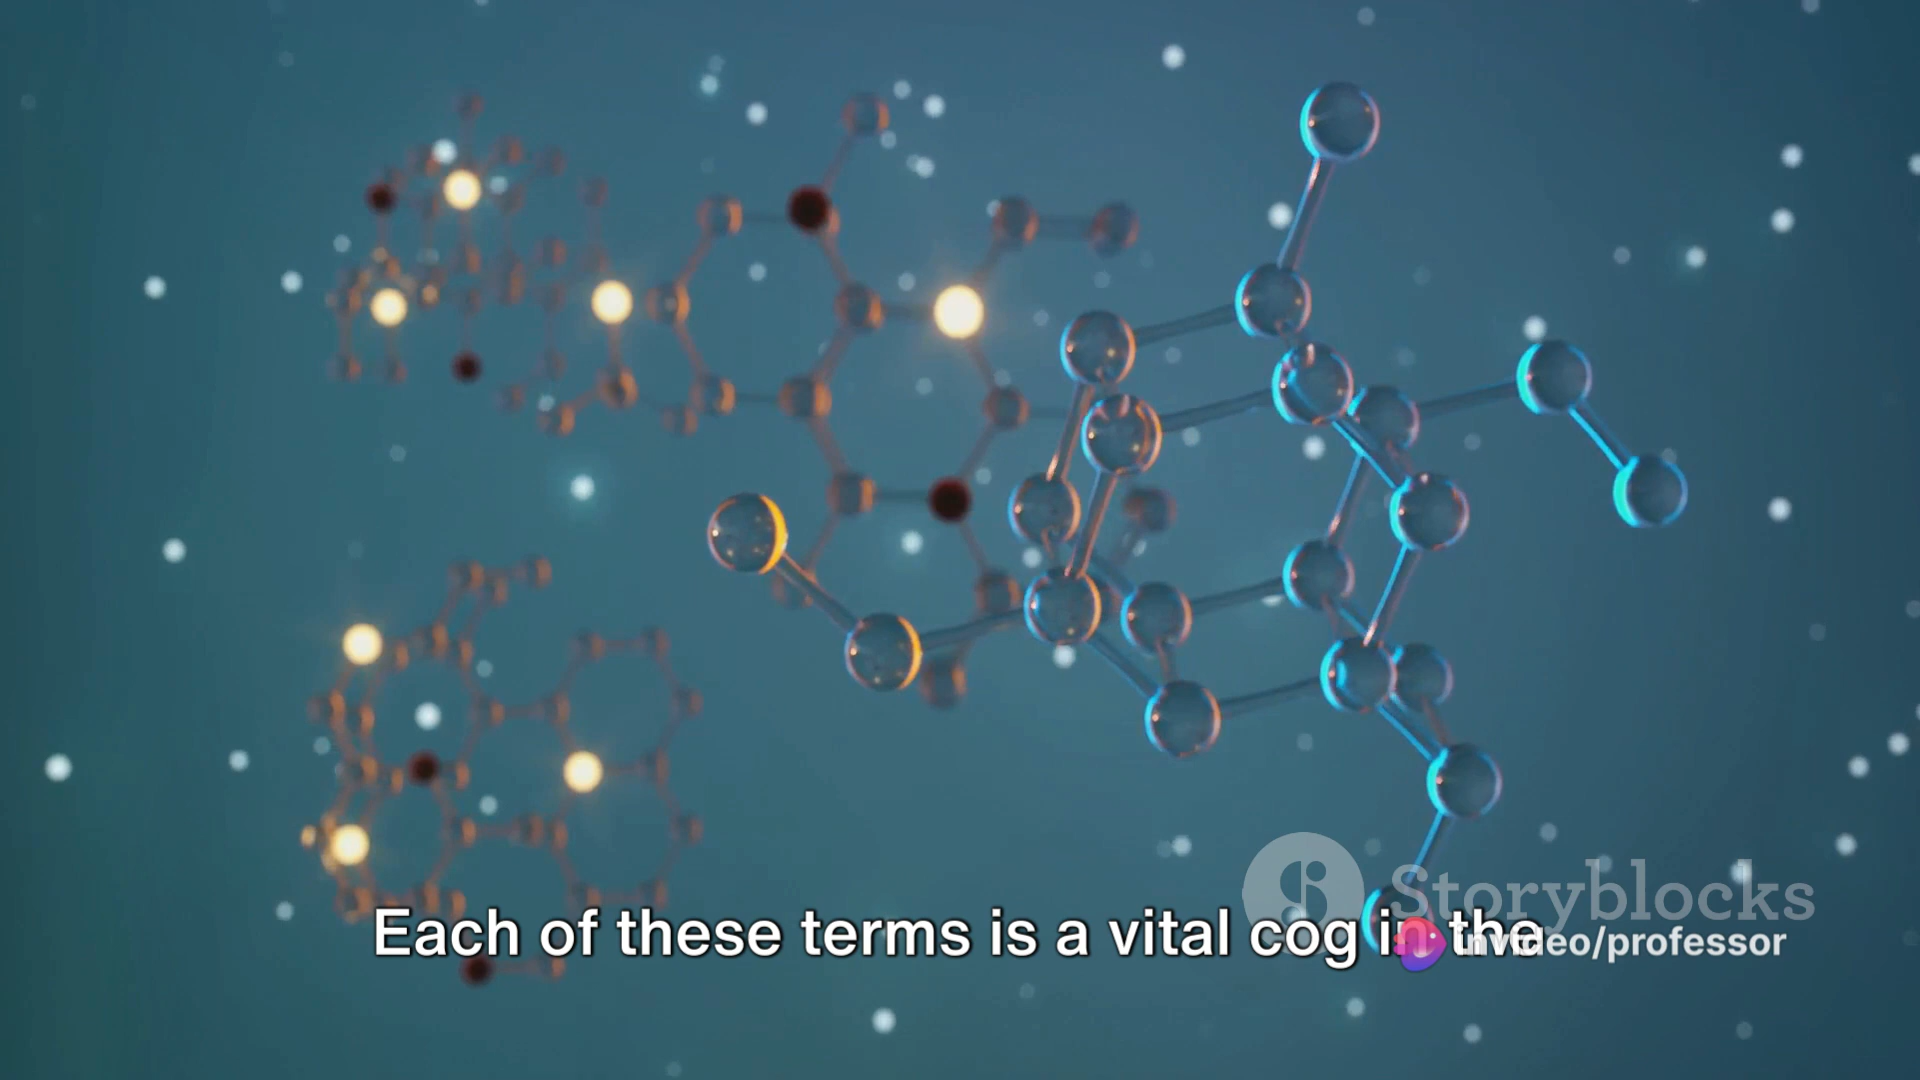 Storyblocks
Each of these terms is a vital cog in the
invideo/professor